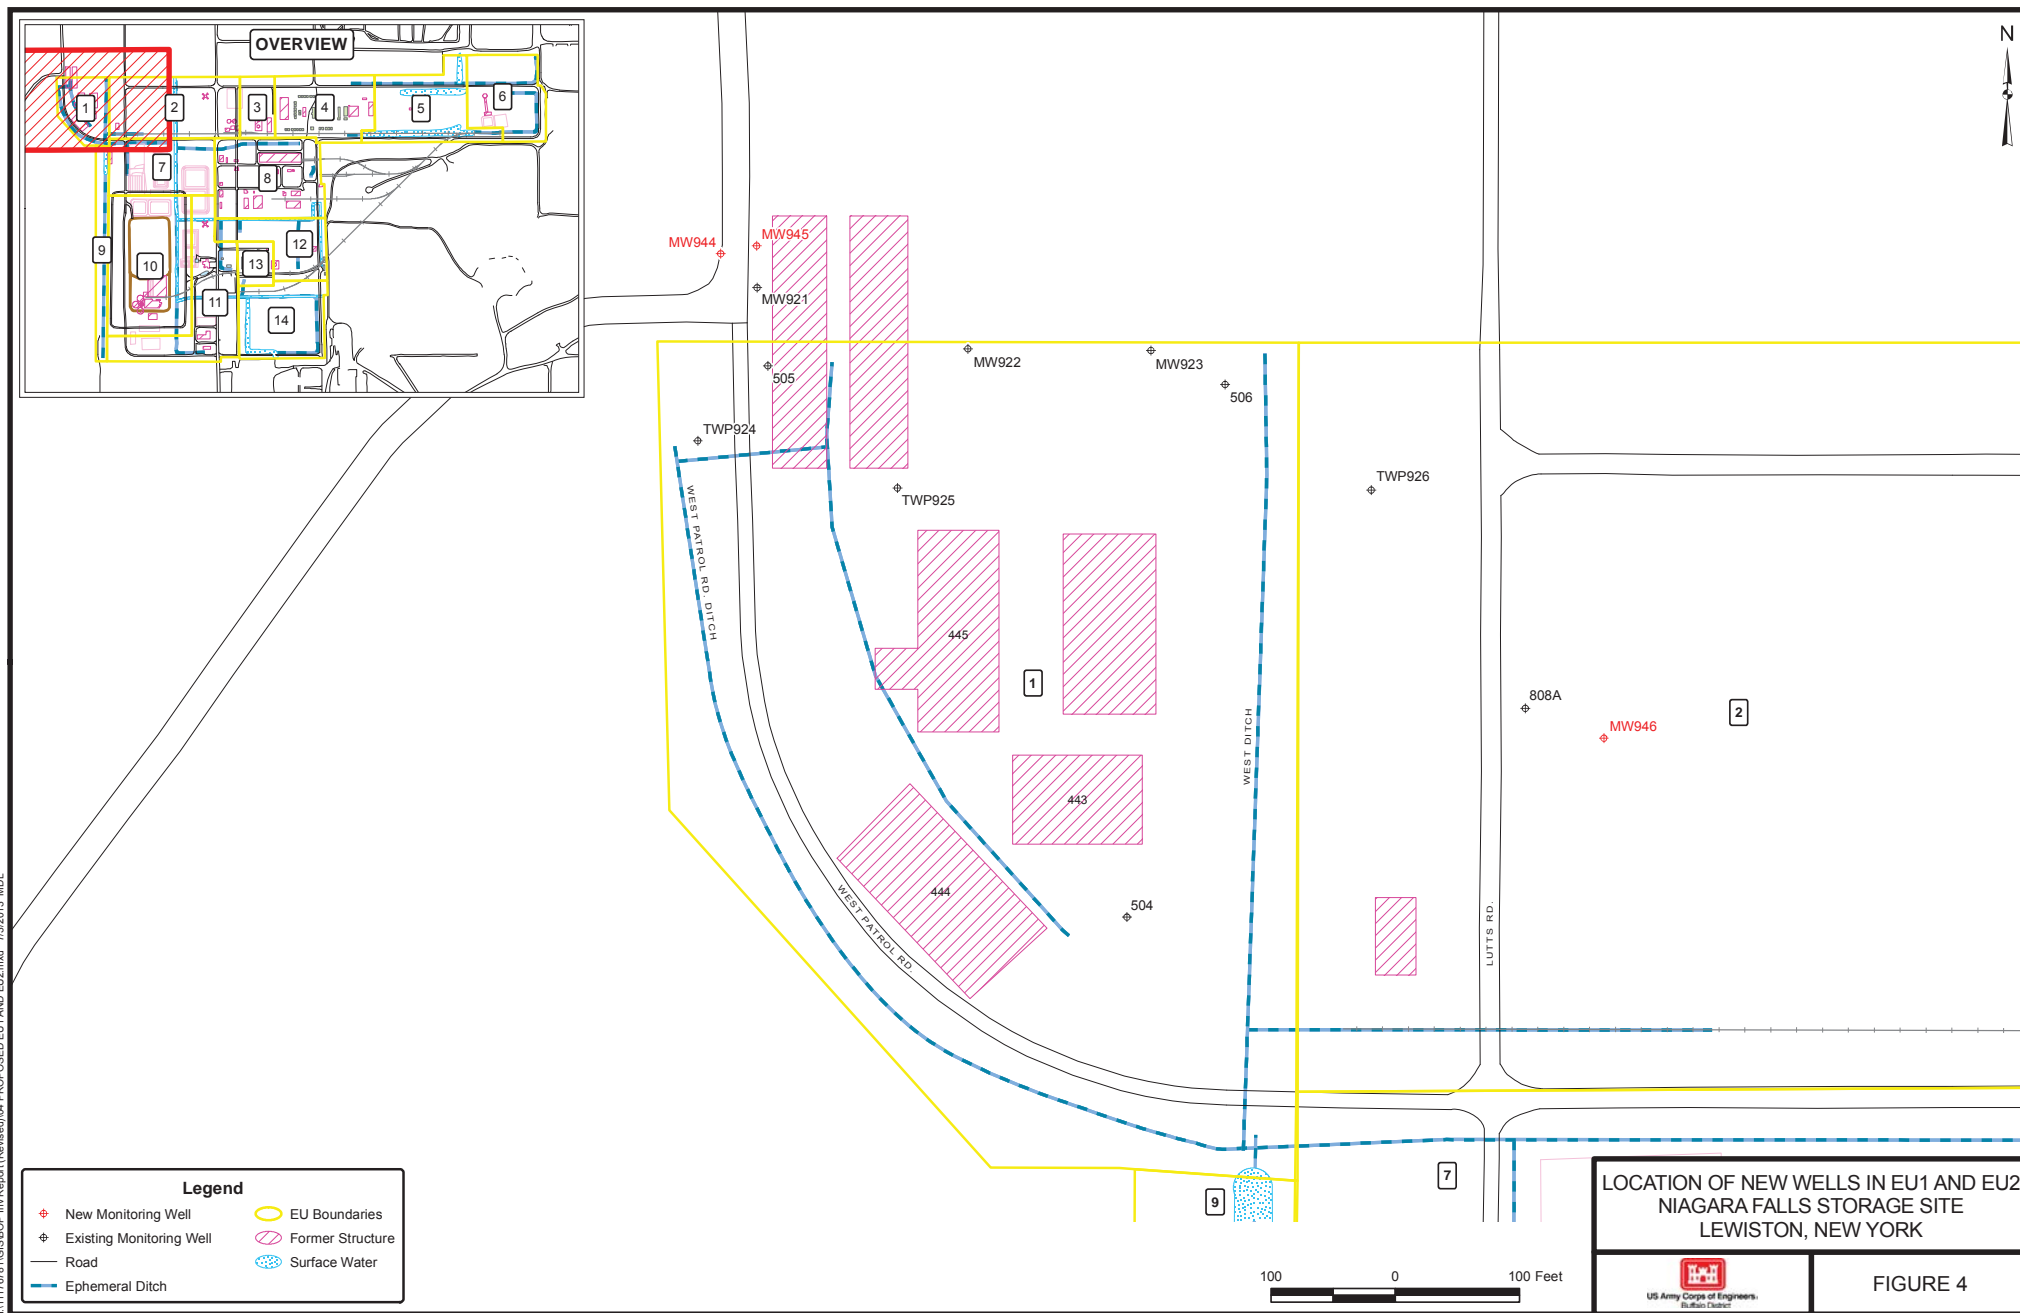 OVERVIEW
1
2
3
4
5
6
7
8
9
10
11
12
13
14
N
MW944
MW945
MW921
505
MW922
MW923
506
TWP924
TWP925
TWP926
WEST PATROL RD. DITCH
445
1
808A
MW946
2
WEST DITCH
443
444
504
WEST PATROL RD.
LUTTS RD.
9
7
Legend
New Monitoring Well
Existing Monitoring Well
Road
Ephemeral Ditch
EU Boundaries
Former Structure
Surface Water
100 0 100 Feet
LOCATION OF NEW WELLS IN EU1 AND EU2
NIAGARA FALLS STORAGE SITE
LEWISTON, NEW YORK
US Army Corps of Engineers.
Buffalo District
FIGURE 4